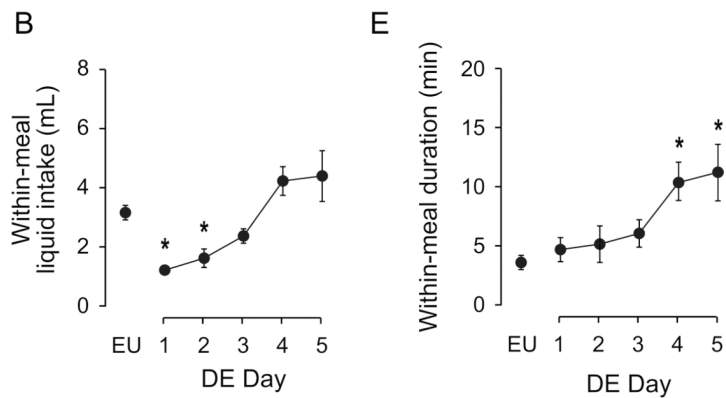 B
Within-meal
liquid intake (mL)
8
6
4
2
0
*
*
EU 1 2 3 4 5
DE Day
E
Within-meal duration (min)
20
15
10
5
0
*
*
EU 1 2 3 4 5
DE Day